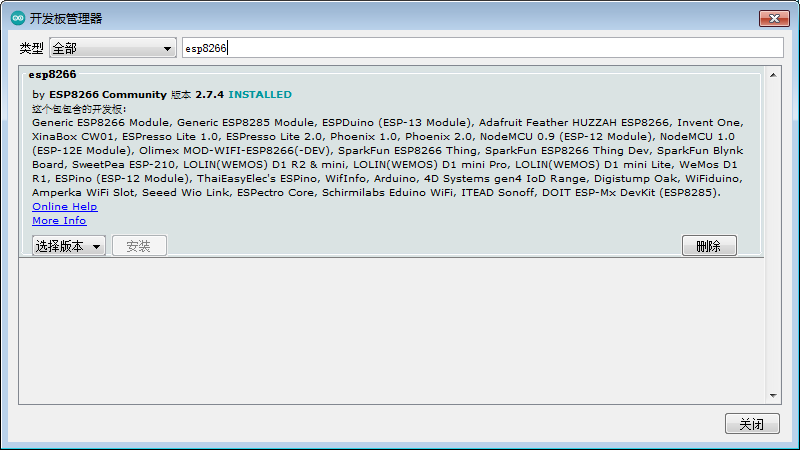 开发板管理器
类型 全部 esp8266
esp8266
by ESP8266 Community 版本 2.7.4 INSTALLED
这个包包含的开发板:
Generic ESP8266 Module, Generic ESP8285 Module, ESPDuino (ESP-13 Module), Adafruit Feather HUZZAH ESP8266, Invent One,
XinaBox CW01, ESPresso Lite 1.0, ESPresso Lite 2.0, Phoenix 1.0, Phoenix 2.0, NodeMCU 0.9 (ESP-12 Module), NodeMCU 1.0
(ESP-12E Module), Olimex MOD-WIFI-ESP8266(-DEV), SparkFun ESP8266 Thing, SparkFun ESP8266 Thing Dev, SparkFun Blynk
Board, SweetPea ESP-210, LOLIN(WEMOS) D1 R2 & mini, LOLIN(WEMOS) D1 mini Pro, LOLIN(WEMOS) D1 mini Lite, WeMos D1
R1, ESPino (ESP-12 Module), ThaiEasyElec's ESPino, WifInfo, Arduino, 4D Systems gen4 IoD Range, Digistump Oak, WiFiduino,
Amperka WiFi Slot, Seeed Wio Link, ESPectro Core, Schirmilabs Eduino WiFi, ITEAD Sonoff, DOIT ESP-Mx DevKit (ESP8285).
Online Help
More Info
选择版本 安装 删除
关闭